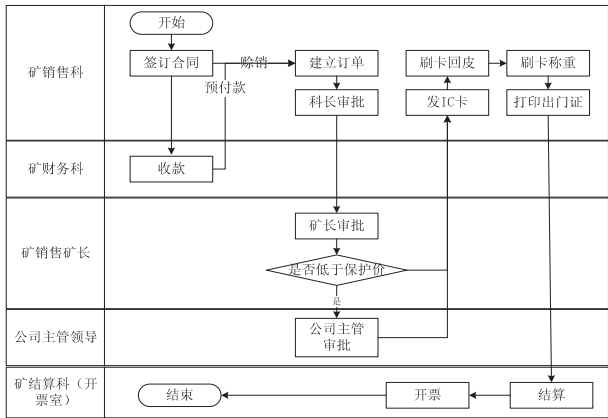 开始
矿销售科
签订合同
赊销
建立订单
刷卡回皮
刷卡称重
预付款
科长审批
发IC卡
打印出门证
矿财务科
收款
矿长审批
矿销售矿长
是否低于保护价
是
公司主管领导
公司主管
审批
矿结算科（开
票室）
结束
开票
结算